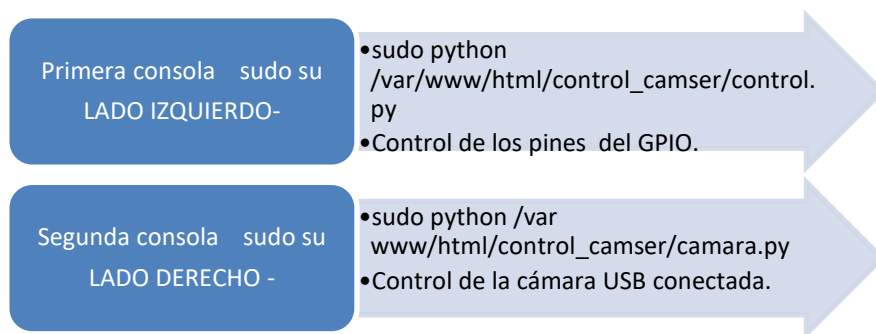 Primera consola sudo su
LADO IZQUIERDO-
•sudo python
/var/www/html/control_camser/control.
py
•Control de los pines del GPIO.
Segunda consola sudo su
LADO DERECHO -
•sudo python /var
www/html/control_camser/camara.py
•Control de la cámara USB conectada.